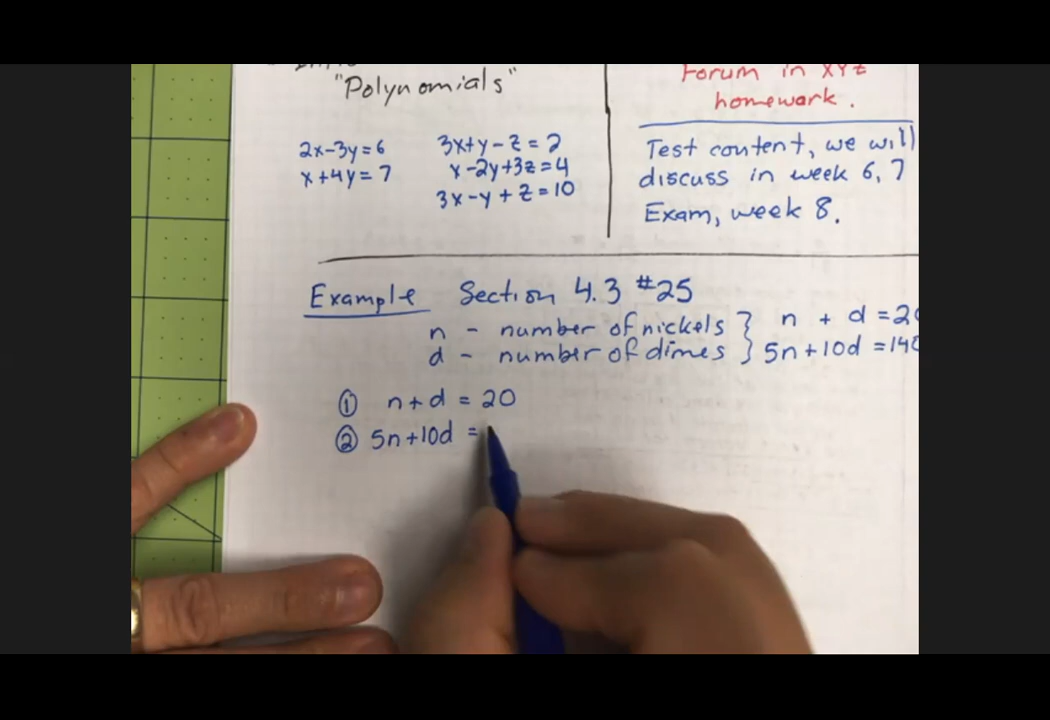 "Polynomials"
Forum in XYZ
homework.
2x-3y=6
x+4y=7
3x+y-z=2
x-2y+3z=4
3x-y+z=10
Test content, we will
discuss in week 6,7
Exam, week 8.
Example Section 4.3 #25
n - number of nickels } n + d =20
d - number of dimes } 5n+10d =140
① n+d = 20
② 5n+10d =